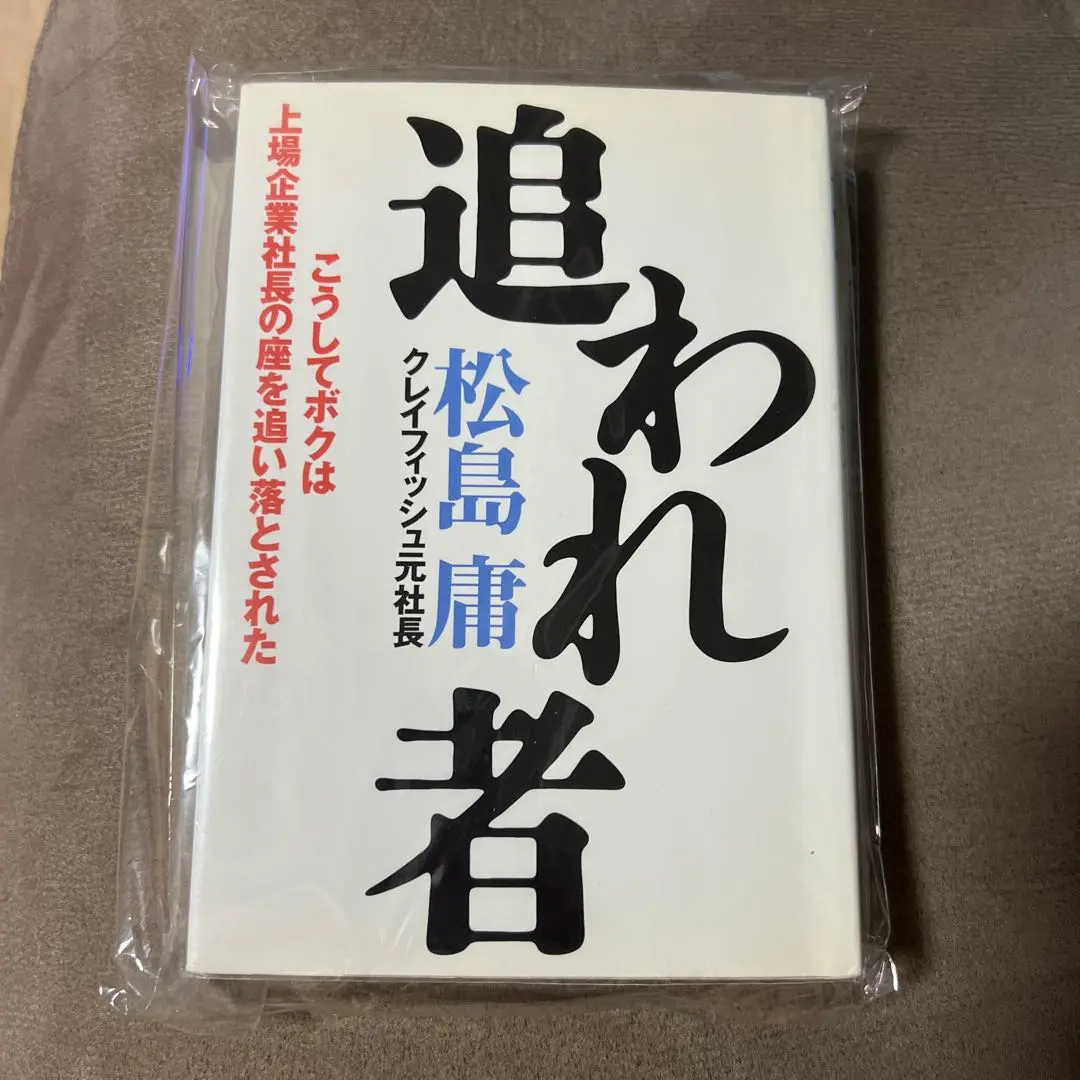 追われ者
松島 庸
クレイフィッシュ元社長
こうしてボクは
上場企業社長の座を追い落とされた